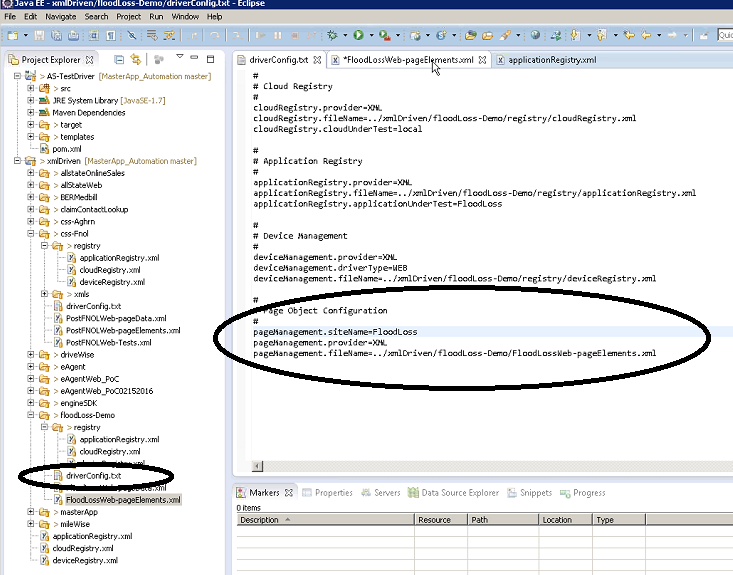 Java EE - xmlDriven/floodLoss-Demo/driverConfig.txt - Eclipse
File Edit Navigate Search Project Run Window Help
Quick
Project Explorer
driverConfig.txt
*FloodLossWeb-pageElements.xml
applicationRegistry.xml
> AS-TestDriver [MasterApp_Automation master]
> src
JRE System Library [JavaSE-1.7]
Maven Dependencies
> target
> templates
pom.xml
> xmlDriven [MasterApp_Automation master]
> allstateOnlineSales
> allStateWeb
> BERMedbill
> claimContactLookup
> css-Aghrn
> css-Fnol
> registry
applicationRegistry.xml
cloudRegistry.xml
deviceRegistry.xml
> xmls
driverConfig.txt
PostFNOLWeb-pageData.xml
PostFNOLWeb-pageElements.xml
PostFNOLWeb-Tests.xml
> driveWise
> eAgent
> eAgentWeb_PoC
> eAgentWeb_PoC02152016
> engineSDK
> floodLoss-Demo
> registry
applicationRegistry.xml
cloudRegistry.xml
driverConfig.txt
FloodLossWeb-pageElements.xml
> masterApp
> mileWise
applicationRegistry.xml
cloudRegistry.xml
deviceRegistry.xml
#
# Cloud Registry
#
cloudRegistry.provider=XML
cloudRegistry.fileName=../xmlDriven/floodLoss-Demo/registry/cloudRegistry.xml
cloudRegistry.cloudUnderTest=local
#
# Application Registry
#
applicationRegistry.provider=XML
applicationRegistry.fileName=../xmlDriven/floodLoss-Demo/registry/applicationRegistry.xml
applicationRegistry.applicationUnderTest=FloodLoss
#
# Device Management
#
deviceManagement.provider=XML
deviceManagement.driverType=WEB
deviceManagement.fileName=../xmlDriven/floodLoss-Demo/registry/deviceRegistry.xml
#
Page Object Configuration
#
pageManagement.siteName=FloodLoss
pageManagement.provider=XML
pageManagement.fileName=../xmlDriven/floodLoss-Demo/FloodLossWeb-pageElements.xml
Markers Properties Servers Data Source Explorer Snippets Progress
0 items
Description Resource Path Location Type